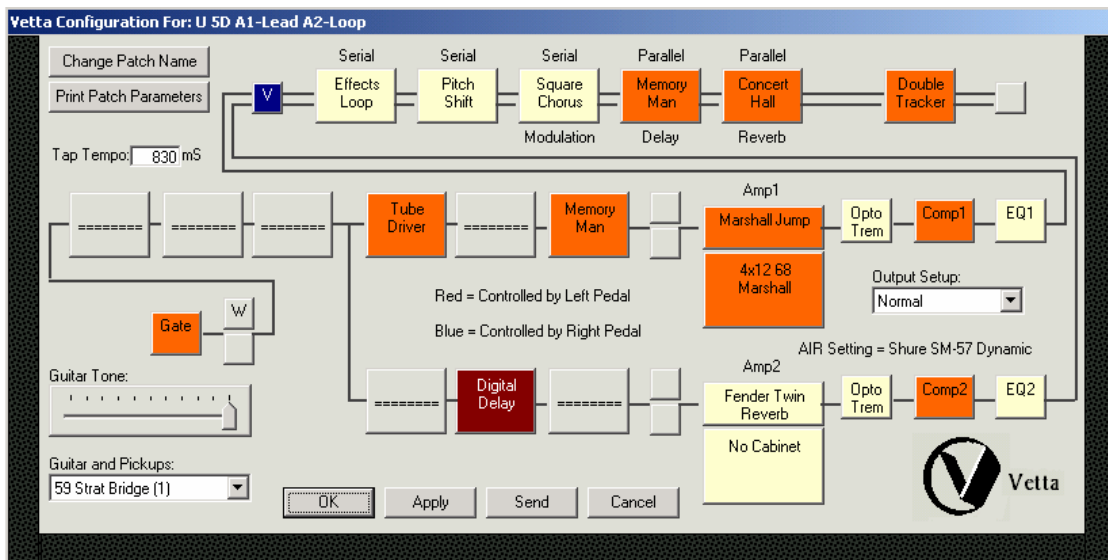 Vetta Configuration For: U 5D A1-Lead A2-Loop
Change Patch Name
Print Patch Parameters
Tap Tempo: 830 mS
Serial
Serial
Serial
Parallel
Parallel
V
Effects
Loop
Pitch
Shift
Square
Chorus
Memory
Man
Concert
Hall
Double
Tracker
Modulation
Delay
Reverb
========
========
========
Tube
Driver
========
Memory
Man
Amp1
Marshall Jump
4x12 68
Marshall
Opto
Trem
Comp1
EQ1
Output Setup:
Normal
Red = Controlled by Left Pedal
Blue = Controlled by Right Pedal
Gate
W
AIR Setting = Shure SM-57 Dynamic
Guitar Tone:
========
Digital
Delay
========
Amp2
Fender Twin
Reverb
No Cabinet
Opto
Trem
Comp2
EQ2
Guitar and Pickups:
59 Strat Bridge (1)
OK
Apply
Send
Cancel
Vetta